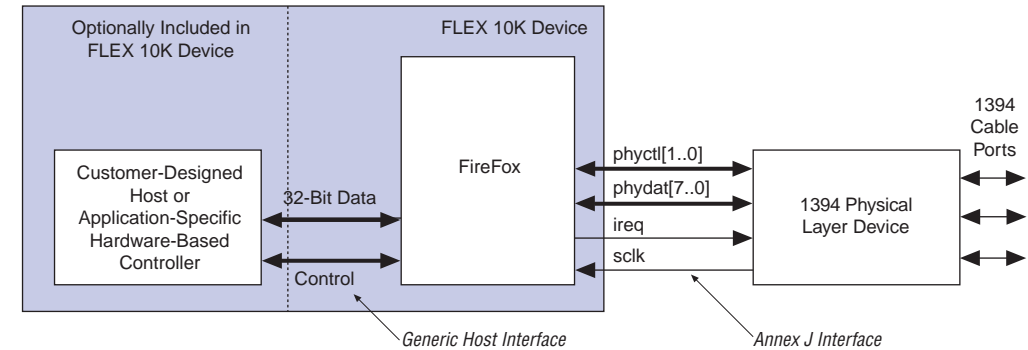 Optionally Included in
FLEX 10K Device
FLEX 10K Device
Customer-Designed
Host or
Application-Specific
Hardware-Based
Controller
32-Bit Data
Control
FireFox
phyctl[1..0]
phydat[7..0]
ireq
sclk
1394 Physical
Layer Device
1394
Cable
Ports
Generic Host Interface
Annex J Interface